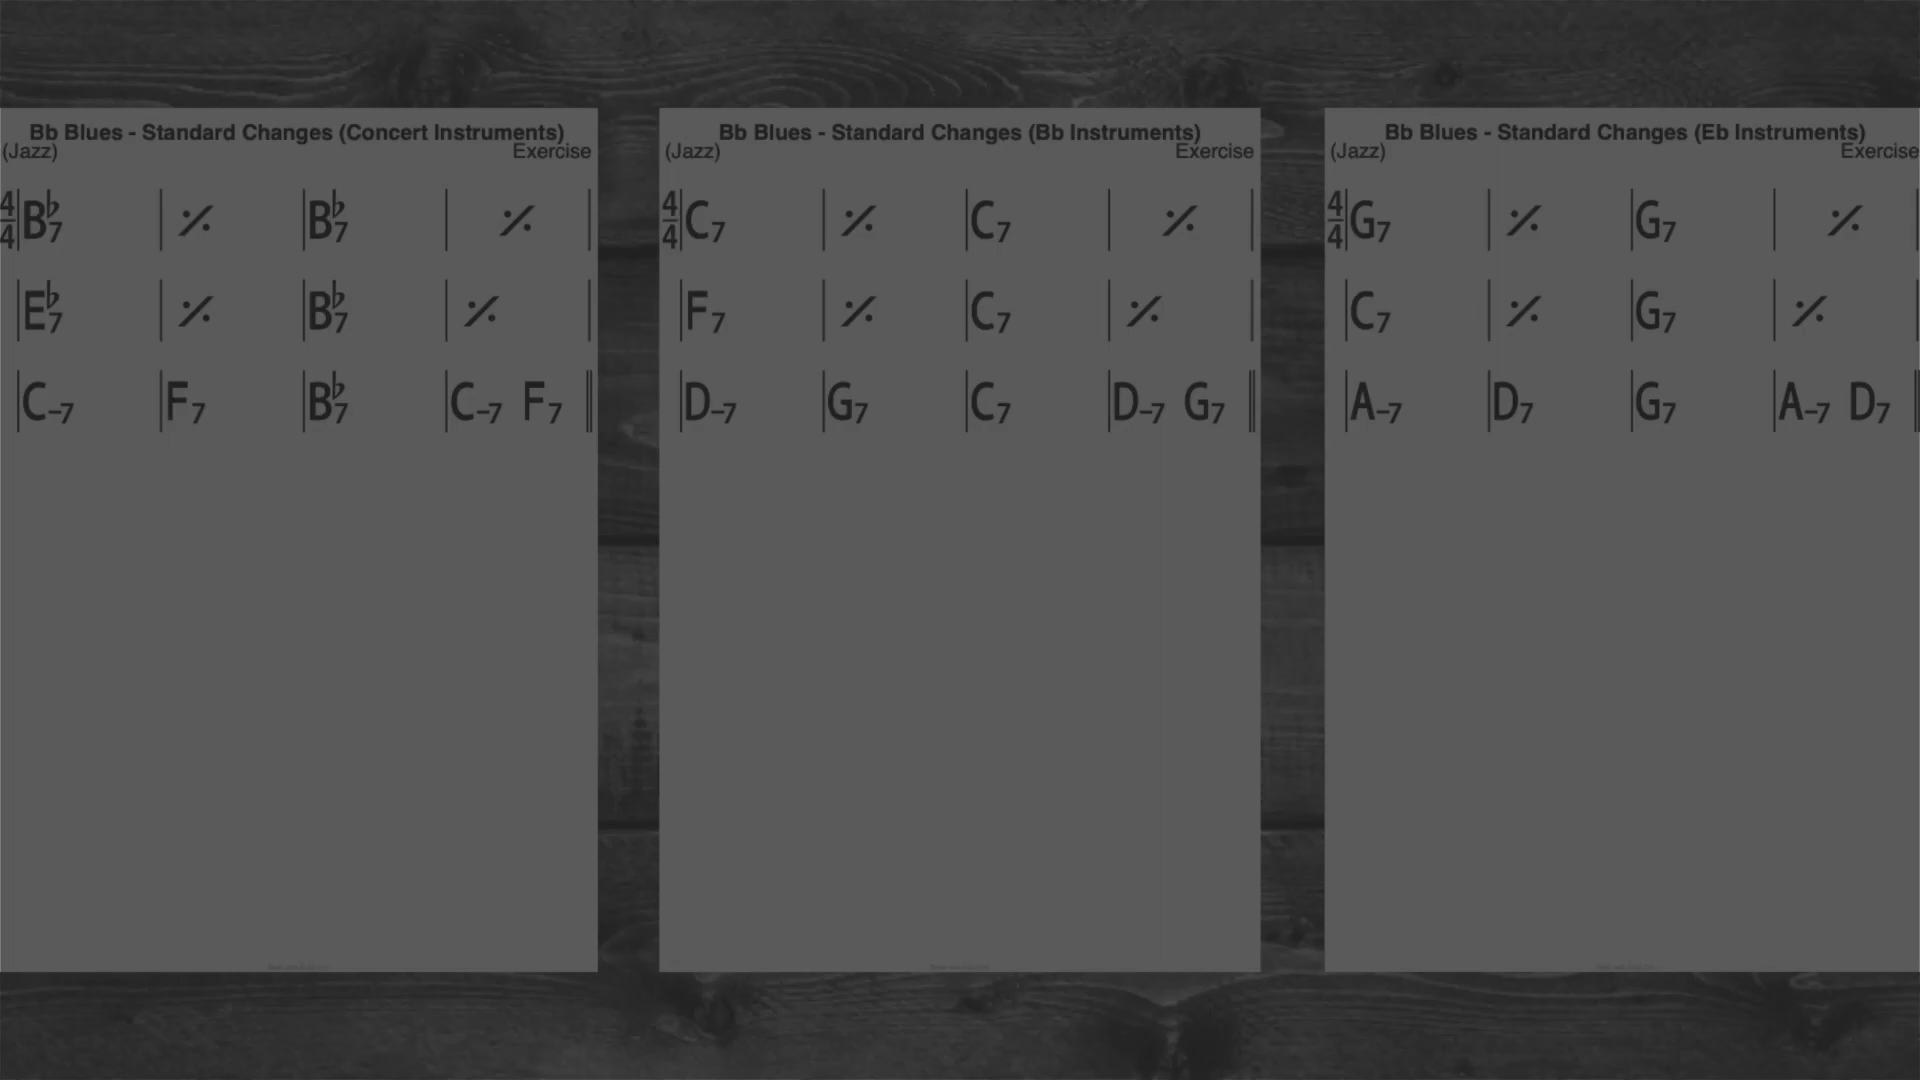 Bb Blues - Standard Changes (Concert Instruments)
(Jazz) Exercise
4/4 | B♭7 | 𝄎 | B♭7 | 𝄎 |
| E♭7 | 𝄎 | B♭7 | 𝄎 |
| C–7 | F7 | B♭7 | C–7 F7 ||
Bb Blues - Standard Changes (Bb Instruments)
(Jazz) Exercise
4/4 | C7 | 𝄎 | C7 | 𝄎 |
| F7 | 𝄎 | C7 | 𝄎 |
| D–7 | G7 | C7 | D–7 G7 ||
Bb Blues - Standard Changes (Eb Instruments)
(Jazz) Exercise
4/4 | G7 | 𝄎 | G7 | 𝄎 |
| C7 | 𝄎 | G7 | 𝄎 |
| A–7 | D7 | G7 | A–7 D7 ||